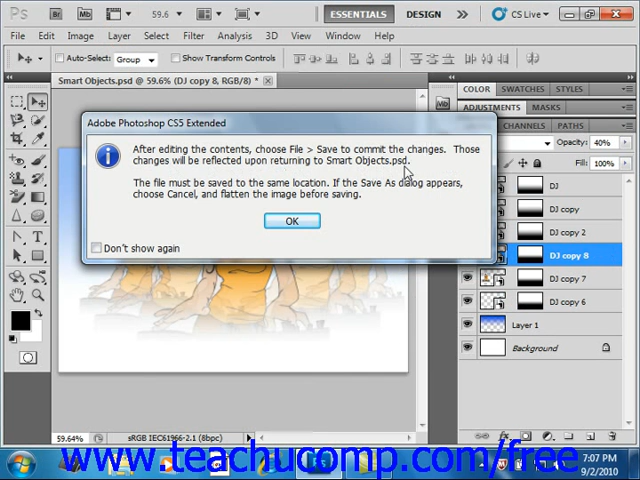 Ps Br Mb 59.6 ESSENTIALS DESIGN CS Live
File Edit Image Layer Select Filter Analysis 3D View Window Help
Auto-Select: Group Show Transform Controls
Smart Objects.psd @ 59.6% (DJ copy 8, RGB/8) *
COLOR SWATCHES STYLES
ADJUSTMENTS MASKS
CHANNELS PATHS
Opacity: 42%
Fill: 100%
Adobe Photoshop CS5 Extended
After editing the contents, choose File > Save to commit the changes. Those
changes will be reflected upon returning to Smart Objects.psd.
The file must be saved to the same location. If the Save As dialog appears,
choose Cancel, and flatten the image before saving.
OK
Don't show again
DJ
DJ copy
DJ copy 2
DJ copy 8
DJ copy 7
DJ copy 6
Layer 1
Background
59.64% sRGB IEC61966-2.1 (8bpc)
www.teachucomp.com/free
7:07 PM
9/2/2010